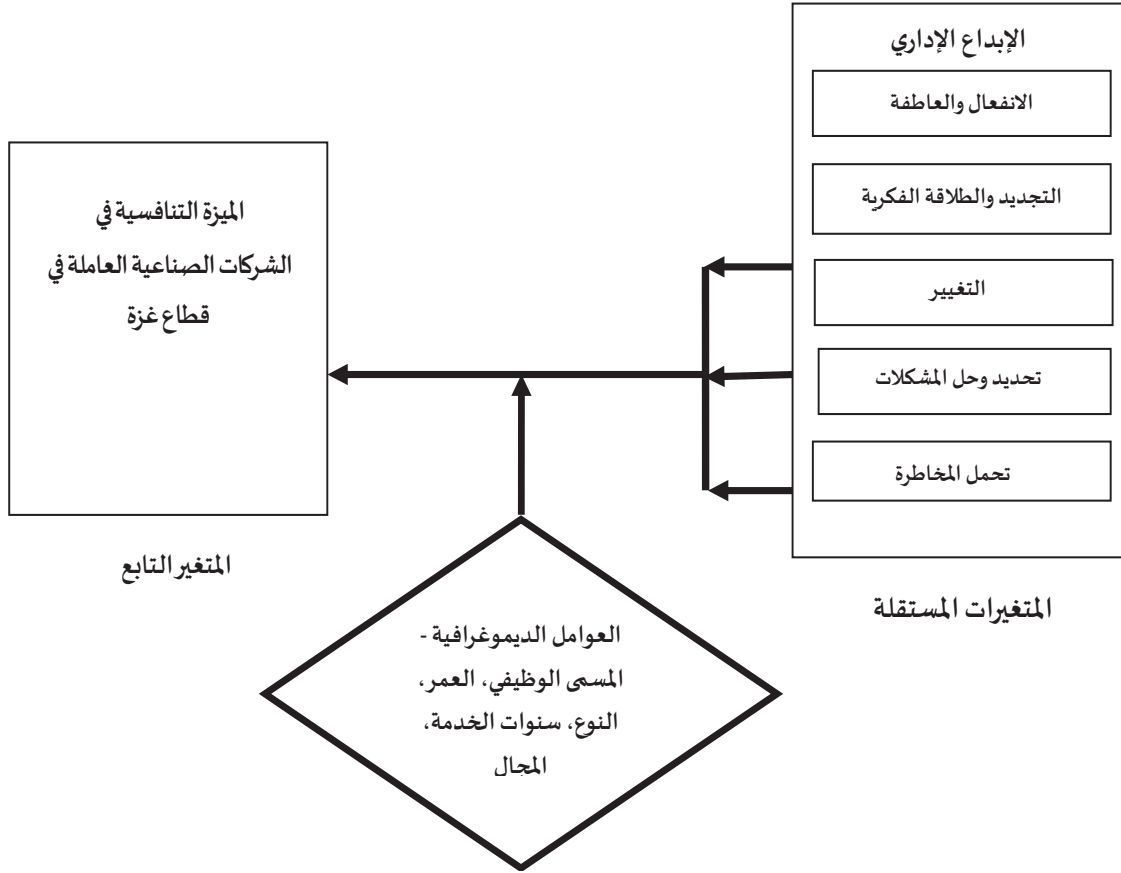 الإبداع الإداري
الانفعال والعاطفة
التجديد والطلاقة الفكرية
التغيير
تحديد وحل المشكلات
تحمل المخاطرة
المتغيرات المستقلة
الميزة التنافسية في
الشركات الصناعية العاملة في
قطاع غزة
المتغير التابع
العوامل الديموغرافية -
المسمى الوظيفي، العمر،
النوع، سنوات الخدمة،
المجال